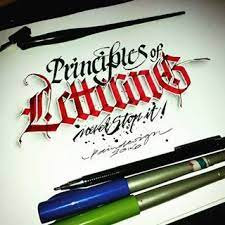 Principles of
LETTERING
never stop it!